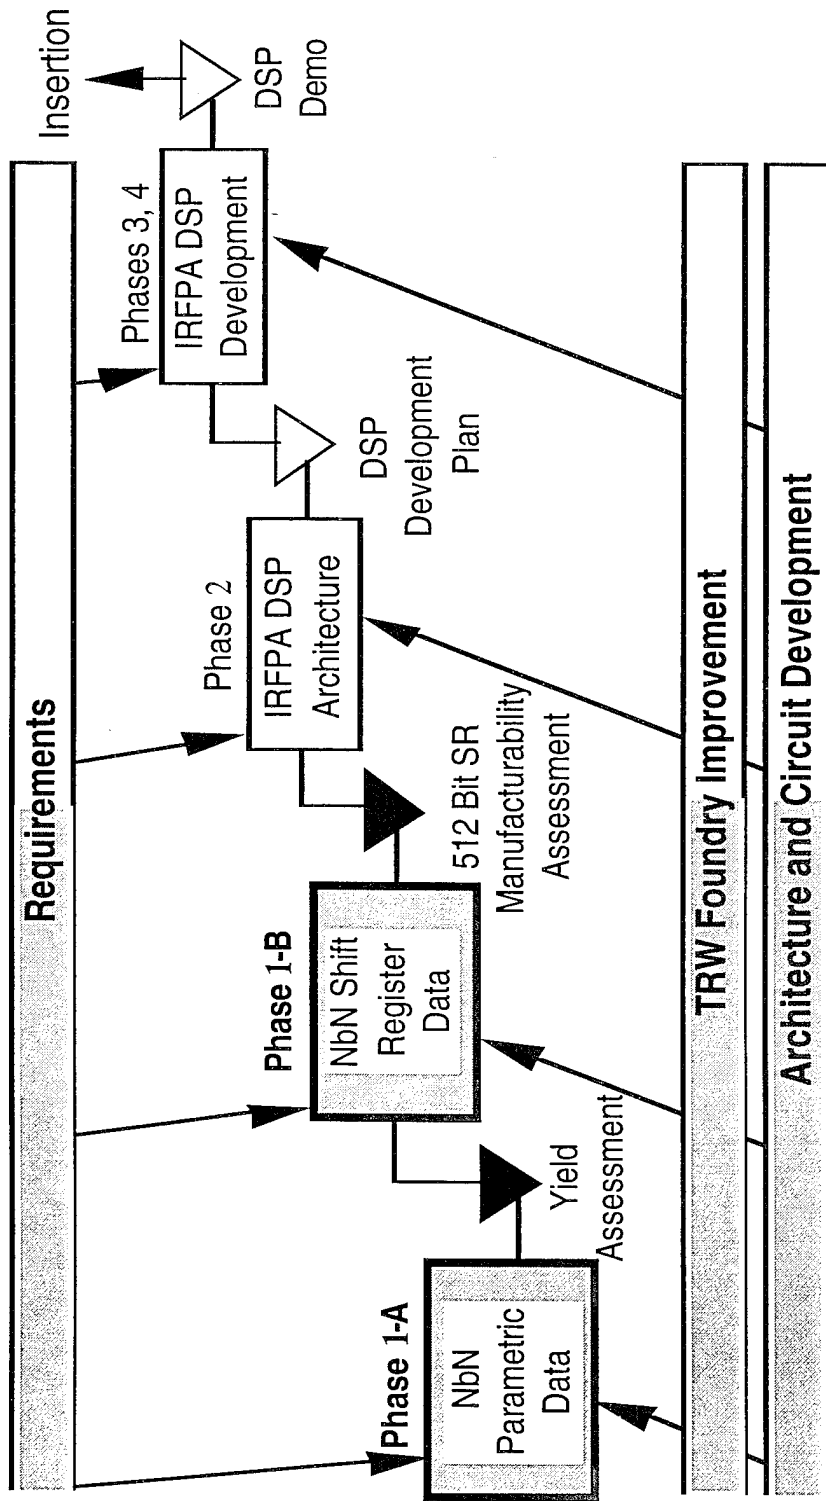 Requirements
Insertion
Phases 3, 4
IRFPA DSP
Development
DSP
Demo
Phase 2
IRFPA DSP
Architecture
DSP
Development
Plan
Phase 1-B
NbN Shift
Register
Data
512 Bit SR
Manufacturability
Assessment
Phase 1-A
NbN
Parametric
Data
Yield
Assessment
TRW Foundry Improvement
Architecture and Circuit Development